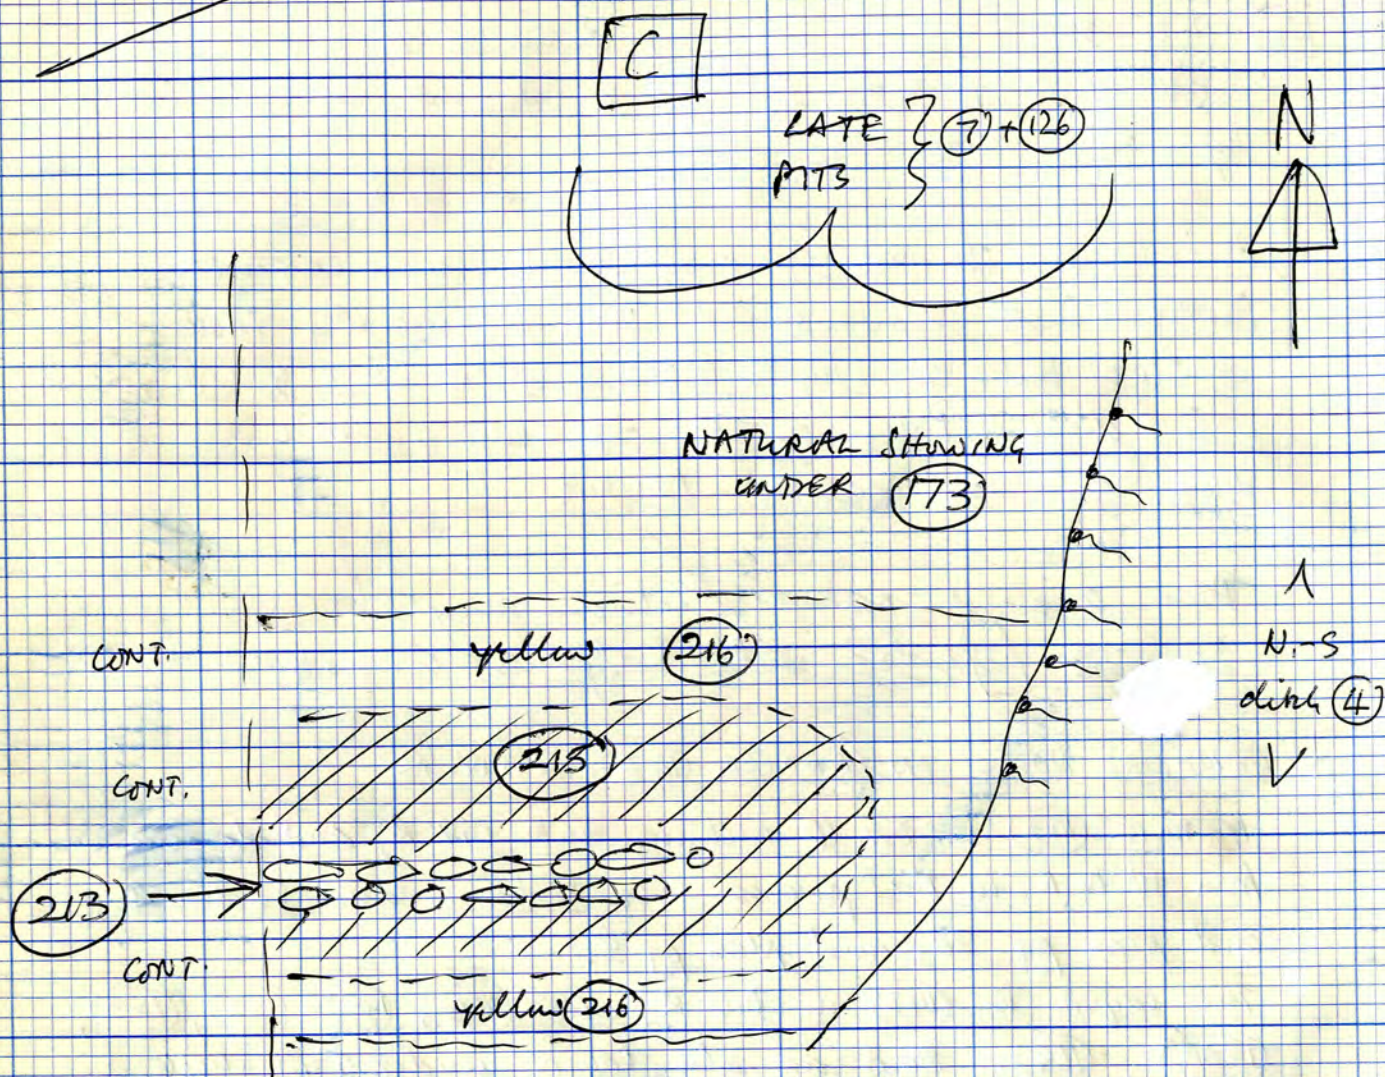 C
LATE } (7) + (126)
PITS
N
NATURAL SHOWING
UNDER (173)
CONT.
yellow (216)
N.-S
ditch (4)
(215)
CONT.
(213)
CONT.
yellow (216)